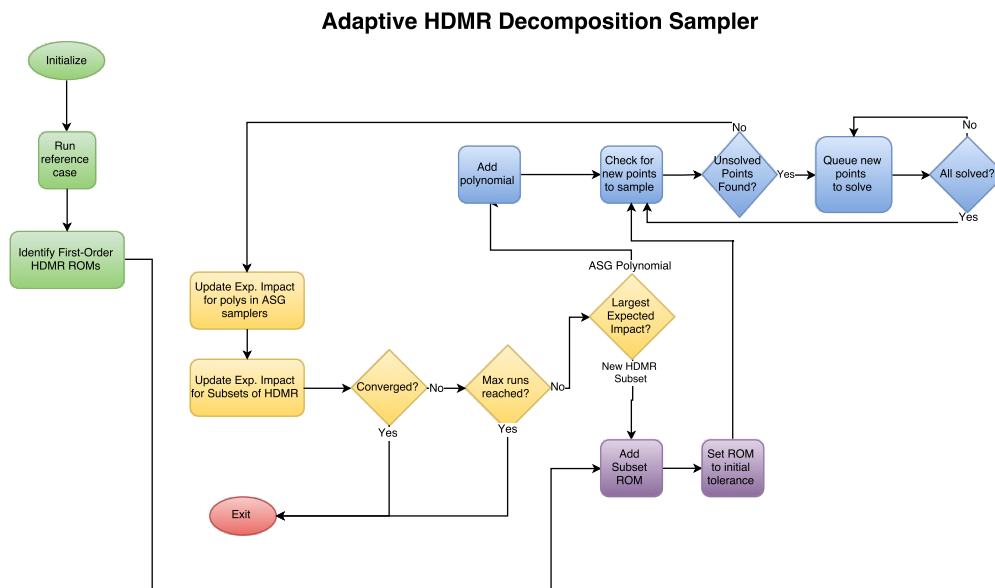 Adaptive HDMR Decomposition Sampler
Initialize
Run
reference
case
Identify First-Order
HDMR ROMs
Add
polynomial
Check for
new points
to sample
No
Unsolved
Points
Found?
Yes
Queue new
points
to solve
No
All solved?
Yes
Update Exp. Impact
for polys in ASG
samplers
Update Exp. Impact
for Subsets of HDMR
Converged?
No
Yes
Max runs
reached?
No
Yes
ASG Polynomial
Largest
Expected
Impact?
New HDMR
Subset
Add
Subset
ROM
Set ROM
to initial
tolerance
Exit